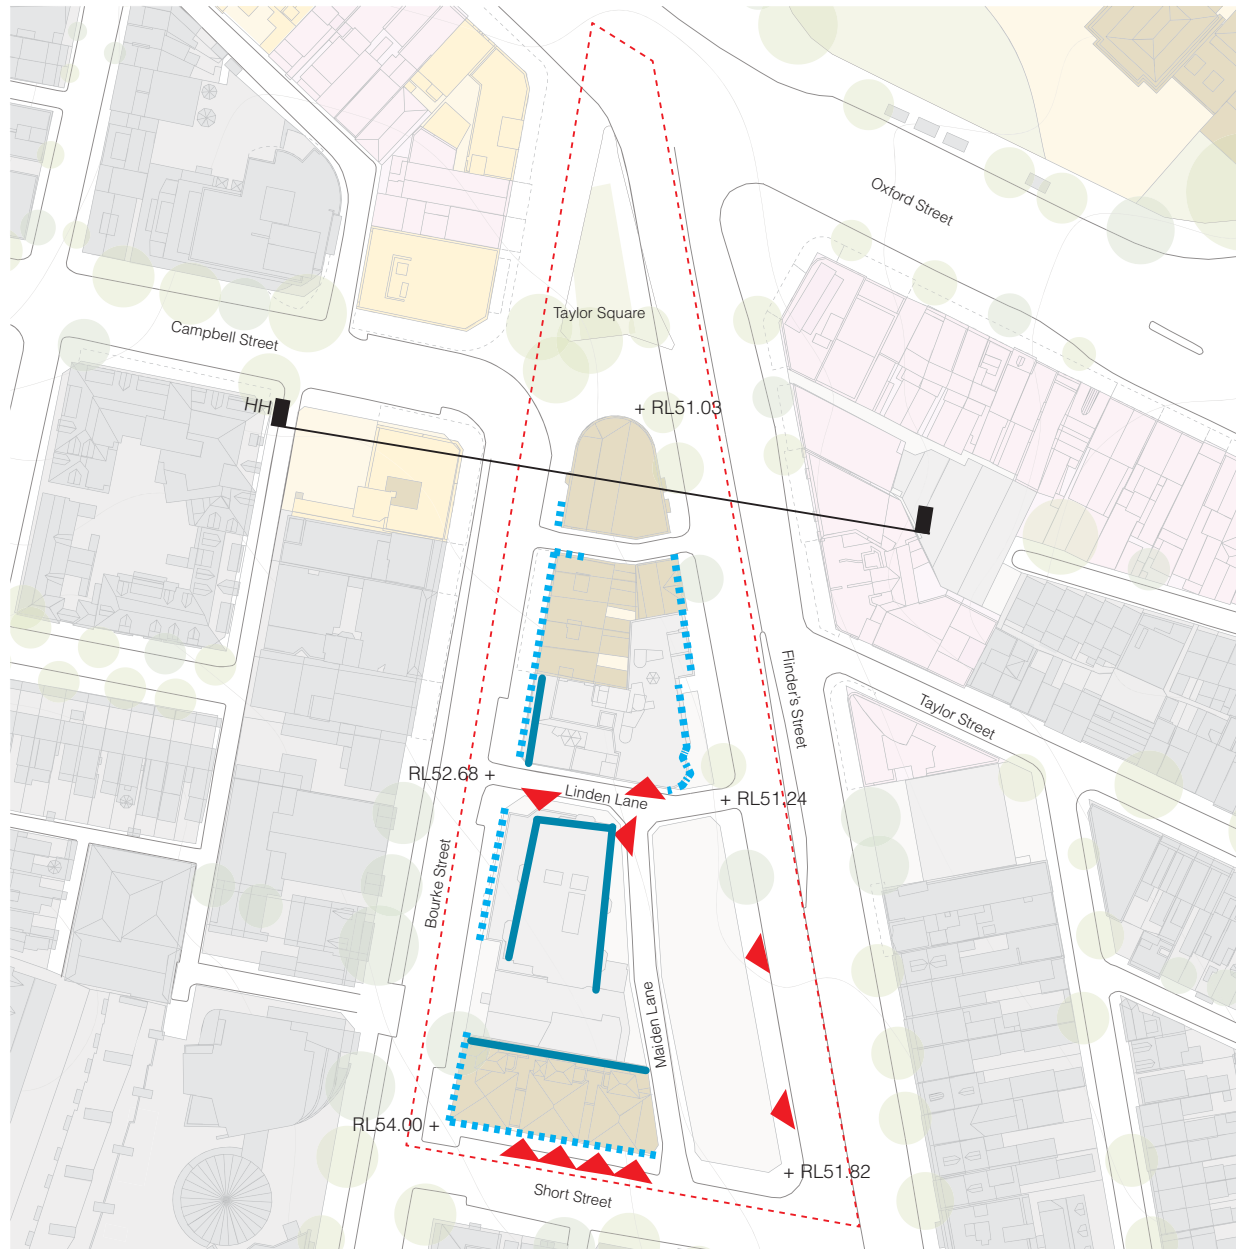 Oxford Street
Taylor Square
Campbell Street
HH
+ RL51.03
Flinder's Street
Taylor Street
RL52.68 +
Linden Lane
+ RL51.24
Bourke Street
Maiden Lane
RL54.00 +
+ RL51.82
Short Street